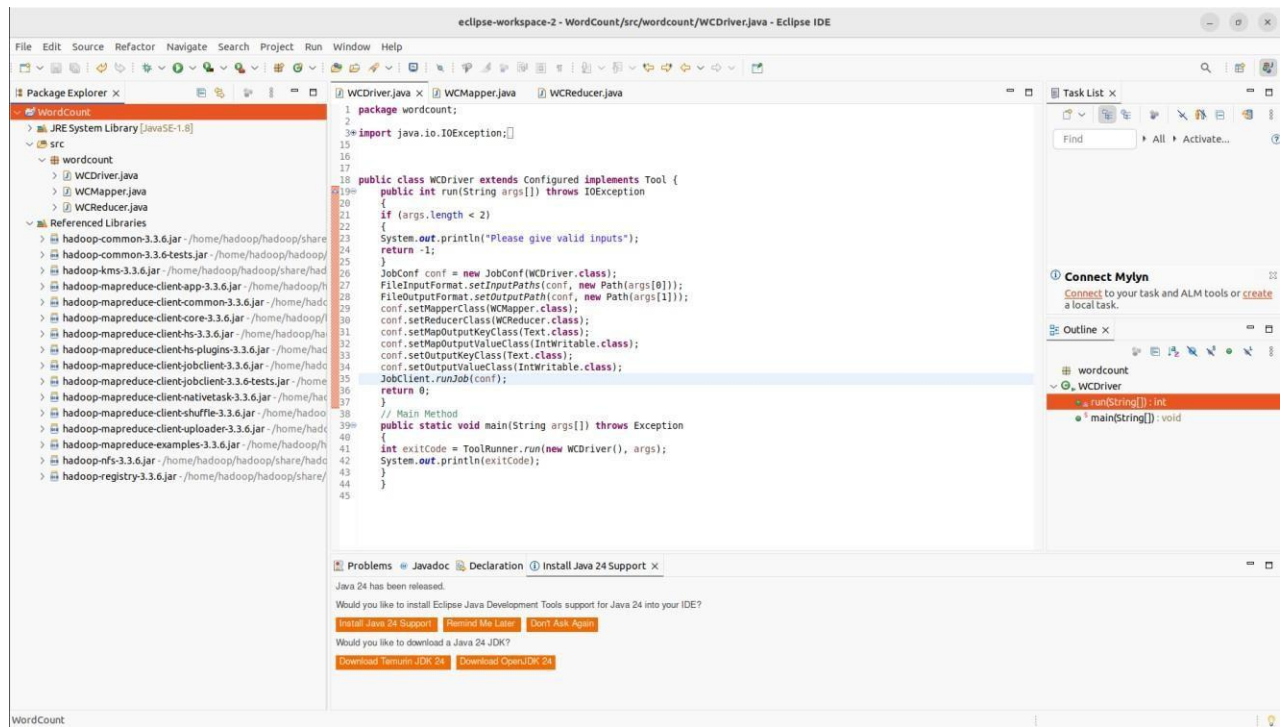 eclipse-workspace-2 - WordCount/src/wordcount/WCDriver.java - Eclipse IDE
File Edit Source Refactor Navigate Search Project Run Window Help
Package Explorer
WordCount
JRE System Library [JavaSE-1.8]
src
wordcount
WCDriver.java
WCMapper.java
WCReducer.java
Referenced Libraries
hadoop-common-3.3.6.jar - /home/hadoop/hadoop/share
hadoop-common-3.3.6-tests.jar - /home/hadoop/hadoop/
hadoop-kms-3.3.6.jar - /home/hadoop/hadoop/share/had
hadoop-mapreduce-client-app-3.3.6.jar - /home/hadoop/h
hadoop-mapreduce-client-common-3.3.6.jar - /home/hado
hadoop-mapreduce-client-core-3.3.6.jar - /home/hadoop/
hadoop-mapreduce-client-hs-3.3.6.jar - /home/hadoop/ha
hadoop-mapreduce-client-hs-plugins-3.3.6.jar - /home/had
hadoop-mapreduce-client-jobclient-3.3.6.jar - /home/hado
hadoop-mapreduce-client-jobclient-3.3.6-tests.jar - /home
hadoop-mapreduce-client-nativetask-3.3.6.jar - /home/ha
hadoop-mapreduce-client-shuffle-3.3.6.jar - /home/hadoo
hadoop-mapreduce-client-uploader-3.3.6.jar - /home/hado
hadoop-mapreduce-examples-3.3.6.jar - /home/hadoop/h
hadoop-nfs-3.3.6.jar - /home/hadoop/hadoop/share/hado
hadoop-registry-3.3.6.jar - /home/hadoop/hadoop/share/
WCDriver.java WCMapper.java WCReducer.java
1 package wordcount;
2
3 import java.io.IOException;
15
16
17
18 public class WCDriver extends Configured implements Tool {
19 public int run(String args[]) throws IOException
20 {
21 if (args.length < 2)
22 {
23 System.out.println("Please give valid inputs");
24 return -1;
25 }
26 JobConf conf = new JobConf(WCDriver.class);
27 FileInputFormat.setInputPaths(conf, new Path(args[0]));
28 FileOutputFormat.setOutputPath(conf, new Path(args[1]));
29 conf.setMapperClass(WCMapper.class);
30 conf.setReducerClass(WCReducer.class);
31 conf.setMapOutputKeyClass(Text.class);
32 conf.setMapOutputValueClass(IntWritable.class);
33 conf.setOutputKeyClass(Text.class);
34 conf.setOutputValueClass(IntWritable.class);
35 JobClient.runJob(conf);
36 return 0;
37 }
38 // Main Method
39 public static void main(String args[]) throws Exception
40 {
41 int exitCode = ToolRunner.run(new WCDriver(), args);
42 System.out.println(exitCode);
43 }
44 }
45
Problems Javadoc Declaration Install Java 24 Support
Java 24 has been released.
Would you like to install Eclipse Java Development Tools support for Java 24 into your IDE?
Install Java 24 Support Remind Me Later Don't Ask Again
Would you like to download a Java 24 JDK?
Download Temurin JDK 24 Download OpenJDK 24
Task List
Find All Activate...
Connect Mylyn
Connect to your task and ALM tools or create
a local task.
Outline
wordcount
WCDriver
run(String[]) : int
main(String[]) : void
WordCount